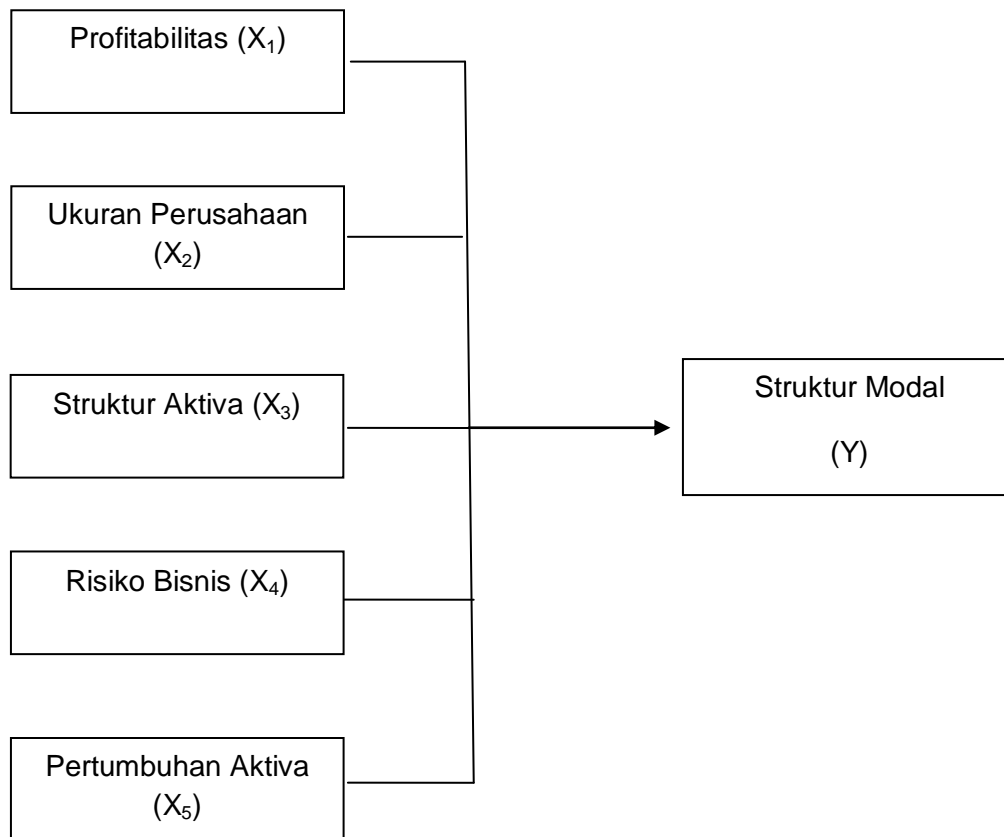 Profitabilitas (X₁)
Ukuran Perusahaan
(X₂)
Struktur Aktiva (X₃)
Struktur Modal
(Y)
Risiko Bisnis (X₄)
Pertumbuhan Aktiva
(X₅)